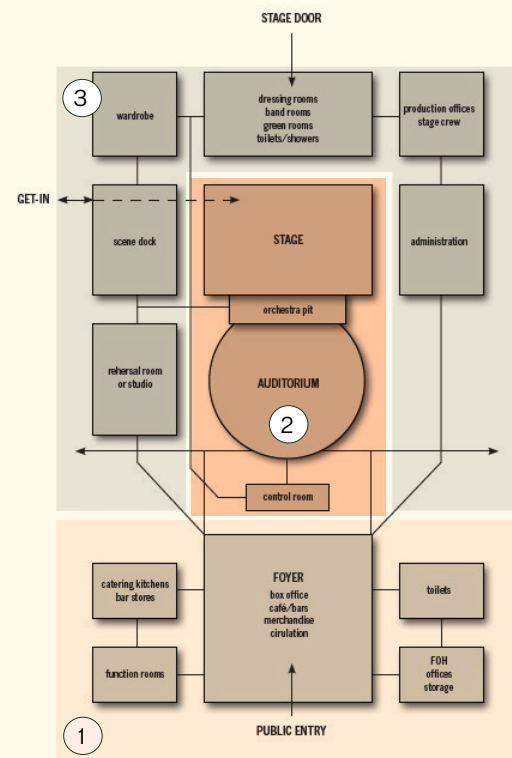 STAGE DOOR
3
wardrobe
dressing rooms
band rooms
green rooms
toilets/showers
production offices
stage crew
GET-IN
scene dock
STAGE
administration
orchestra pit
rehersal room
or studio
AUDITORIUM
2
control room
catering kitchens
bar stores
FOYER
box office
café/bars
merchandise
cirulation
toilets
function rooms
FOH
offices
storage
PUBLIC ENTRY
1